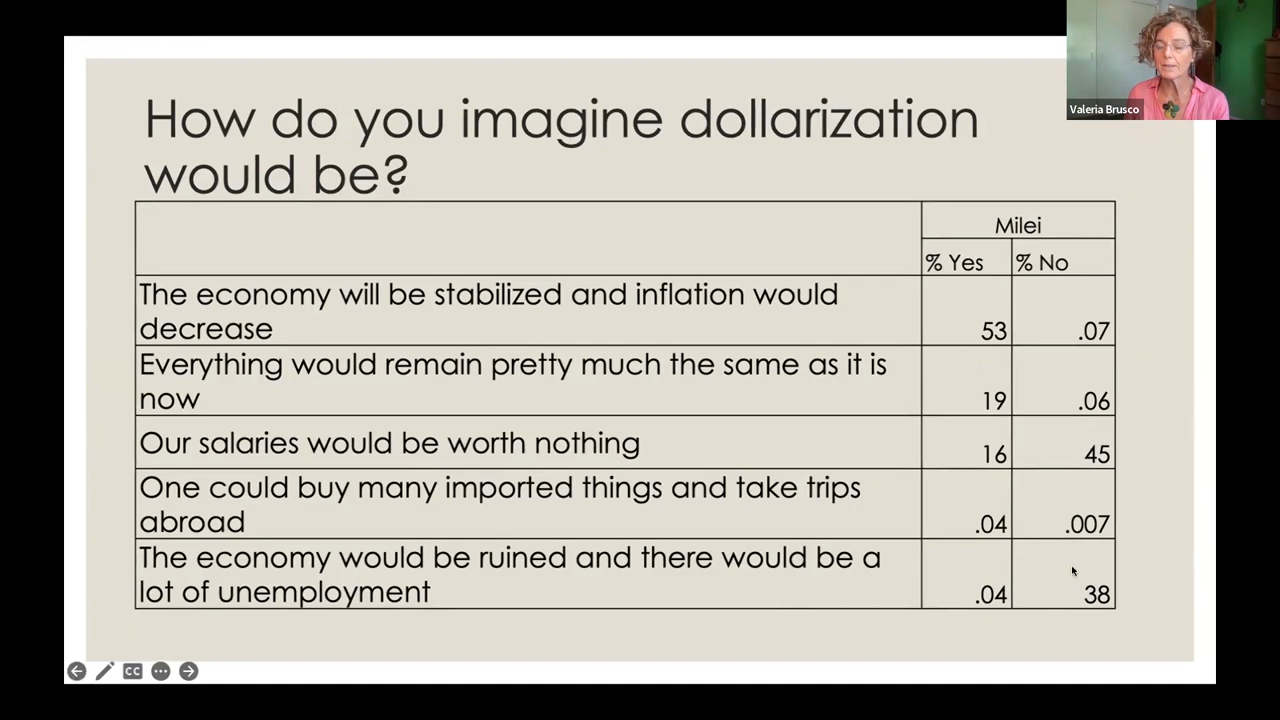 Valeria Brusco
How do you imagine dollarization
would be?
Milei
% Yes % No
The economy will be stabilized and inflation would
decrease 53 .07
Everything would remain pretty much the same as it is
now 19 .06
Our salaries would be worth nothing 16 45
One could buy many imported things and take trips
abroad .04 .007
The economy would be ruined and there would be a
lot of unemployment .04 38
CC